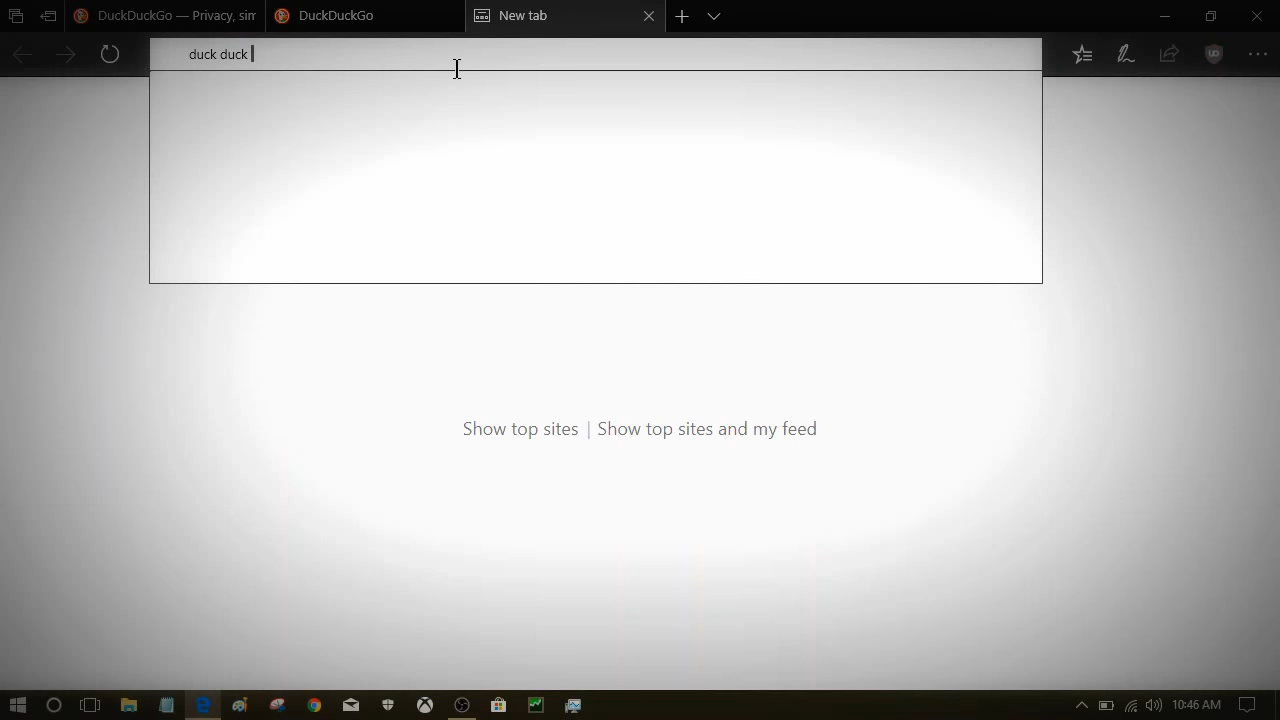 DuckDuckGo — Privacy, sim
DuckDuckGo
New tab
duck duck
Show top sites | Show top sites and my feed
10:46 AM